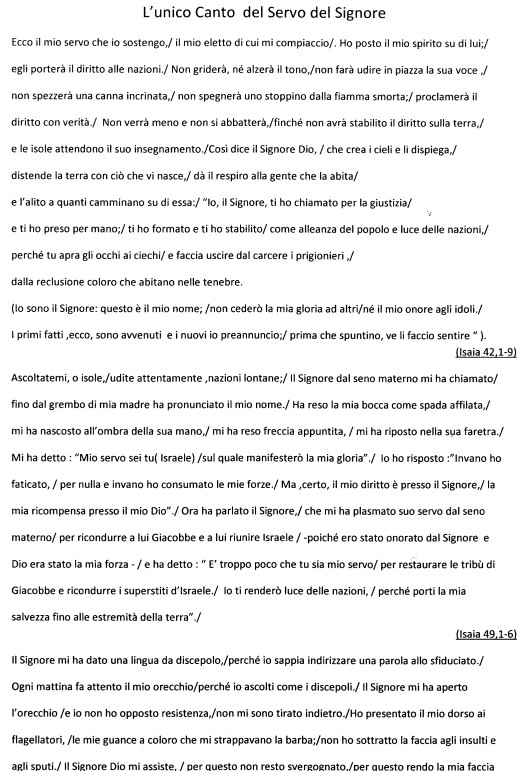 L'unico Canto del Servo del Signore
Ecco il mio servo che io sostengo,/ il mio eletto di cui mi compiaccio/. Ho posto il mio spirito su di lui;/
egli porterà il diritto alle nazioni./ Non griderà, né alzerà il tono,/non farà udire in piazza la sua voce ,/
non spezzerà una canna incrinata,/ non spegnerà uno stoppino dalla fiamma smorta;/ proclamerà il
diritto con verità./ Non verrà meno e non si abbatterà,/finché non avrà stabilito il diritto sulla terra,/
e le isole attendono il suo insegnamento./Così dice il Signore Dio, / che crea i cieli e li dispiega,/
distende la terra con ciò che vi nasce,/ dà il respiro alla gente che la abita/
e l'alito a quanti camminano su di essa:/ "Io, il Signore, ti ho chiamato per la giustizia/
e ti ho preso per mano;/ ti ho formato e ti ho stabilito/ come alleanza del popolo e luce delle nazioni,/
perché tu apra gli occhi ai ciechi/ e faccia uscire dal carcere i prigionieri ,/
dalla reclusione coloro che abitano nelle tenebre.
(Io sono il Signore: questo è il mio nome; /non cederò la mia gloria ad altri/né il mio onore agli idoli./
I primi fatti ,ecco, sono avvenuti e i nuovi io preannuncio;/ prima che spuntino, ve li faccio sentire " ).
(Isaia 42,1-9)
Ascoltatemi, o isole,/udite attentamente ,nazioni lontane;/ Il Signore dal seno materno mi ha chiamato/
fino dal grembo di mia madre ha pronunciato il mio nome./ Ha reso la mia bocca come spada affilata,/
mi ha nascosto all'ombra della sua mano,/ mi ha reso freccia appuntita, / mi ha riposto nella sua faretra./
Mi ha detto : "Mio servo sei tu( Israele) /sul quale manifesterò la mia gloria"./ Io ho risposto :"Invano ho
faticato, / per nulla e invano ho consumato le mie forze./ Ma ,certo, il mio diritto è presso il Signore,/ la
mia ricompensa presso il mio Dio"./ Ora ha parlato il Signore,/ che mi ha plasmato suo servo dal seno
materno/ per ricondurre a lui Giacobbe e a lui riunire Israele / -poiché ero stato onorato dal Signore e
Dio era stato la mia forza - / e ha detto : " E' troppo poco che tu sia mio servo/ per restaurare le tribù di
Giacobbe e ricondurre i superstiti d'Israele./ Io ti renderò luce delle nazioni, / perché porti la mia
salvezza fino alle estremità della terra"./
(Isaia 49,1-6)
Il Signore mi ha dato una lingua da discepolo,/perché io sappia indirizzare una parola allo sfiduciato./
Ogni mattina fa attento il mio orecchio/perché io ascolti come i discepoli./ Il Signore mi ha aperto
l'orecchio /e io non ho opposto resistenza,/non mi sono tirato indietro./Ho presentato il mio dorso ai
flagellatori, /le mie guance a coloro che mi strappavano la barba;/non ho sottratto la faccia agli insulti e
agli sputi./ Il Signore Dio mi assiste, / per questo non resto svergognato,/per questo rendo la mia faccia